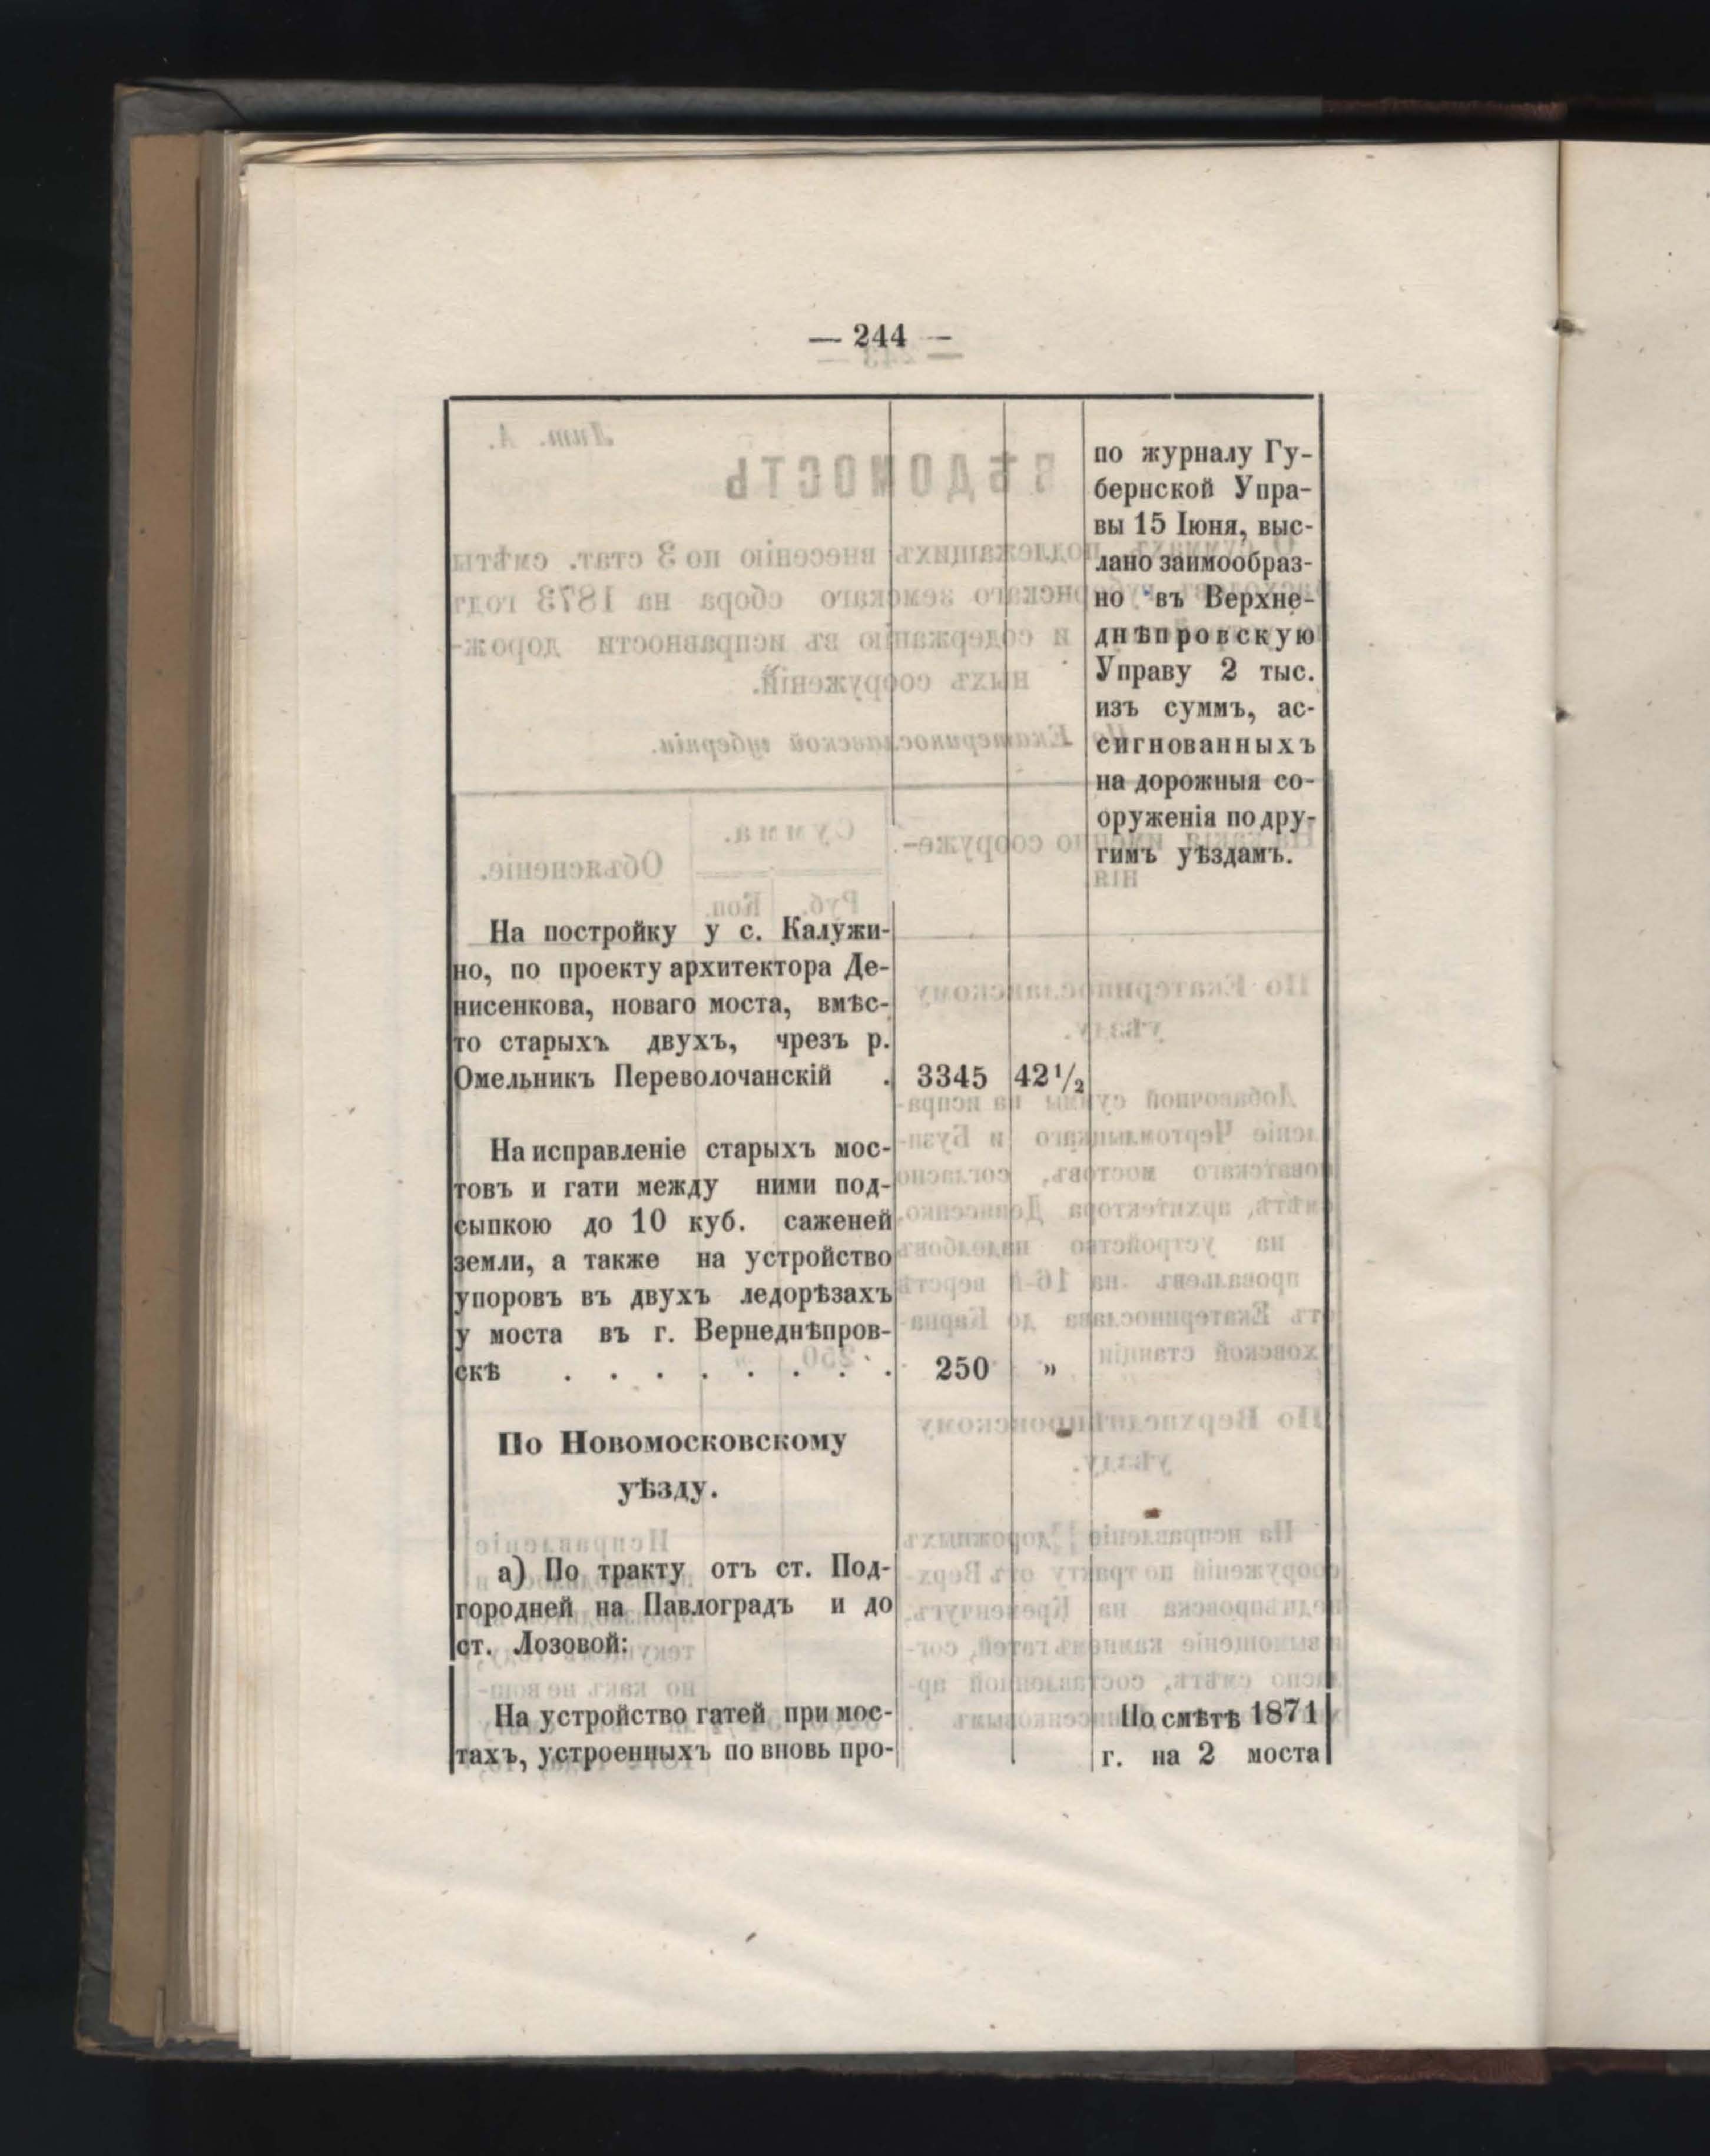 — 244 —
по журналу Гу-
бернской Упра-
вы 15 Іюня, выс-
лано заимообраз-
но въ Верхне-
днѣпровскую
Управу 2 тыс.
изъ суммъ, ас-
сигнованныхъ
на дорожныя со-
оруженія по дру-
гимъ уѣздамъ.
На постройку у с. Калужи-
но, по проекту архитектора Де-
нисенкова, новаго моста, вмѣс-
то старыхъ двухъ, чрезъ р.
Омельникъ Переволочанскій . 3345 42½
На исправленіе старыхъ мос-
товъ и гати между ними под-
сыпкою до 10 куб. саженей
земли, а также на устройство
упоровъ въ двухъ ледорѣзахъ
у моста въ г. Вернеднѣпров-
скѣ . . . . . . . . 250 „
По Новомосковскому
уѣзду.
а) По тракту отъ ст. Под-
городней на Павлоградъ и до
ст. Лозовой:
На устройство гатей при мос- По смѣтѣ 1871
тахъ, устроенныхъ по вновь про- г. на 2 моста